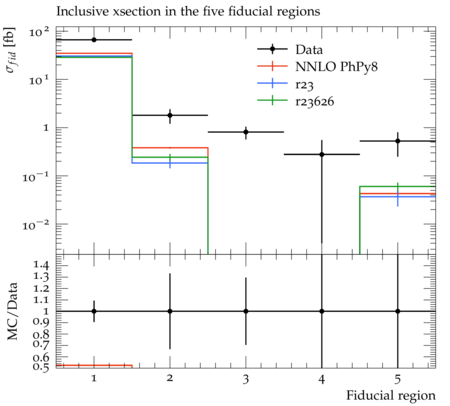 Inclusive xsection in the five fiducial regions
σfid [fb]
10²
10¹
1
10⁻¹
10⁻²
Data
NNLO PhPy8
r23
r23626
MC/Data
1.4
1.3
1.2
1.1
1
0.9
0.8
0.7
0.6
0.5
1 2 3 4 5
Fiducial region